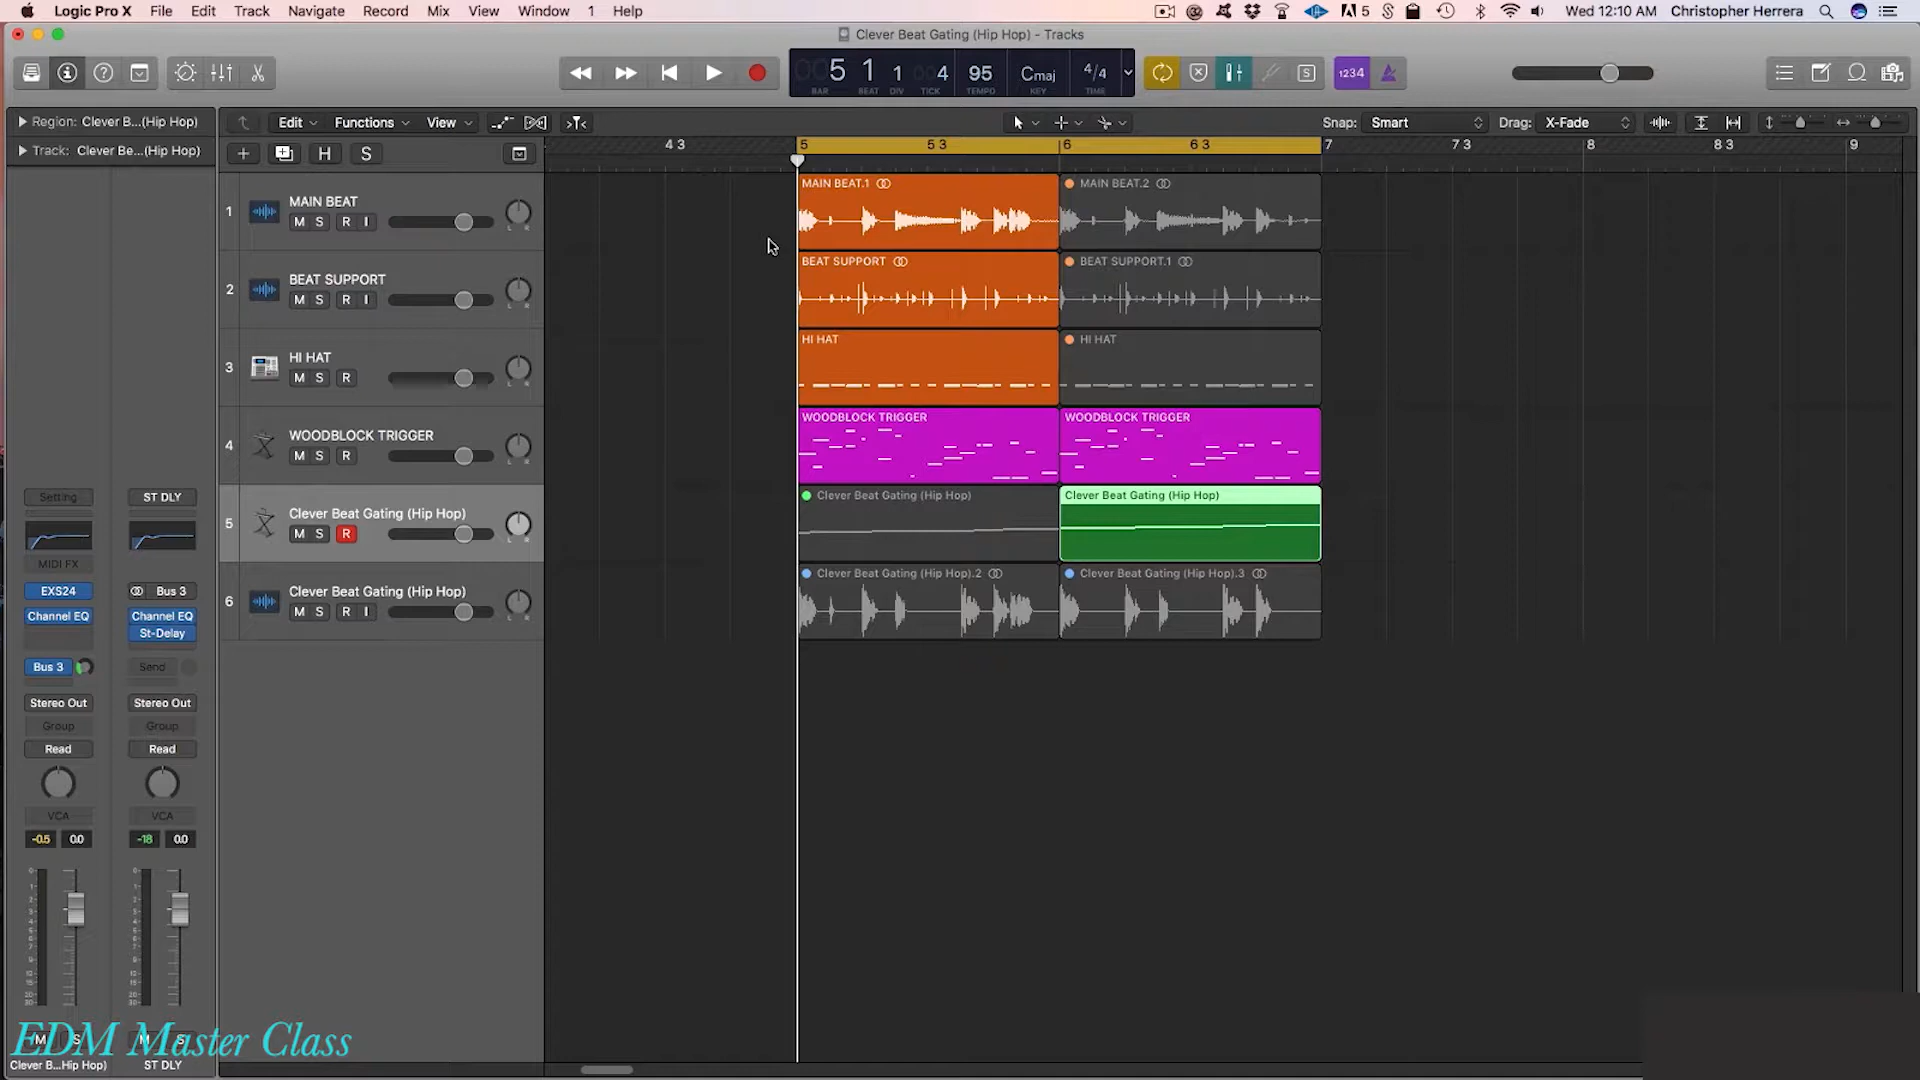 Logic Pro X File Edit Track Navigate Record Mix View Window 1 Help 5 Wed 12:10 AM Christopher Herrera
Clever Beat Gating (Hip Hop) - Tracks
5 1 1 4 95 Cmaj 4/4 1234
BAR BEAT DIV TICK TEMPO KEY TIME
Region: Clever B...(Hip Hop) Edit Functions View Snap: Smart Drag: X-Fade
Track: Clever Be...(Hip Hop) H S
4 3 5 5 3 6 6 3 7 7 3 8 8 3 9
1 MAIN BEAT
M S R I
L R
MAIN BEAT.1 MAIN BEAT.2
2 BEAT SUPPORT
M S R I
L R
BEAT SUPPORT BEAT SUPPORT.1
3 HI HAT
M S R
L R
HI HAT HI HAT
4 WOODBLOCK TRIGGER
M S R
L R
WOODBLOCK TRIGGER WOODBLOCK TRIGGER
5 Clever Beat Gating (Hip Hop)
M S R
L R
Clever Beat Gating (Hip Hop) Clever Beat Gating (Hip Hop)
6 Clever Beat Gating (Hip Hop)
M S R I
L R
Clever Beat Gating (Hip Hop).2 Clever Beat Gating (Hip Hop).3
Setting ST DLY
MIDI FX
EXS24 Bus 3
Channel EQ Channel EQ
St-Delay
Bus 3 Send
Stereo Out Stereo Out
Group Group
Read Read
VCA VCA
-0.5 0.0 -18 0.0
M S M S
EDM Master Class
Clever B...Hip Hop) ST DLY